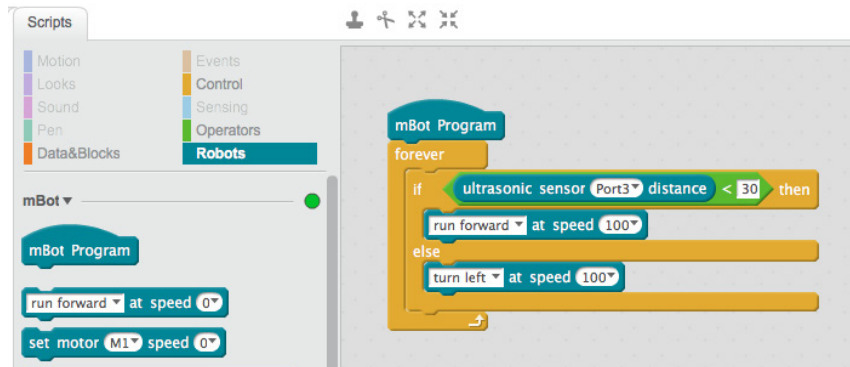 Scripts
Motion
Events
Looks
Control
Sound
Sensing
Pen
Operators
Data&Blocks
Robots
mBot
mBot Program
run forward at speed 0
set motor M1 speed 0
mBot Program
forever
if ultrasonic sensor Port3 distance < 30 then
run forward at speed 100
else
turn left at speed 100